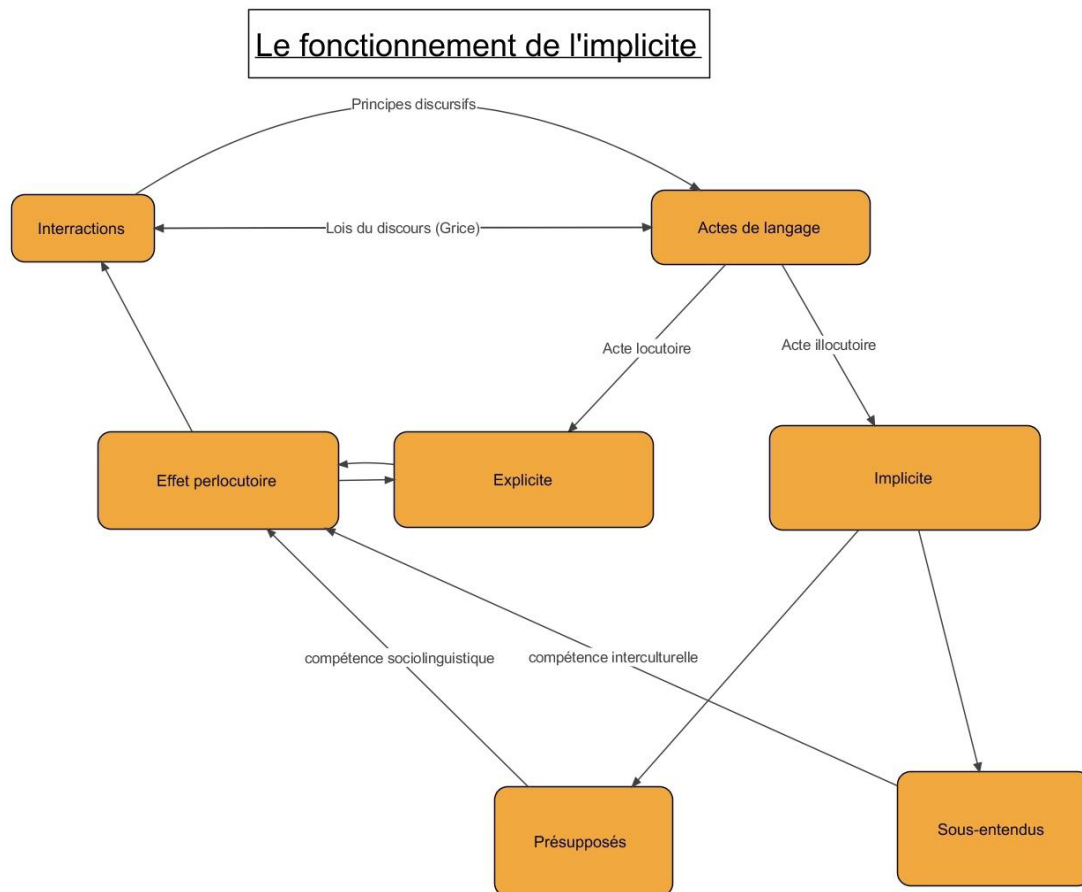 Le fonctionnement de l'implicite
Principes discursifs
Interractions
Lois du discours (Grice)
Actes de langage
Acte locutoire
Acte illocutoire
Effet perlocutoire
Explicite
Implicite
compétence sociolinguistique
compétence interculturelle
Présupposés
Sous-entendus